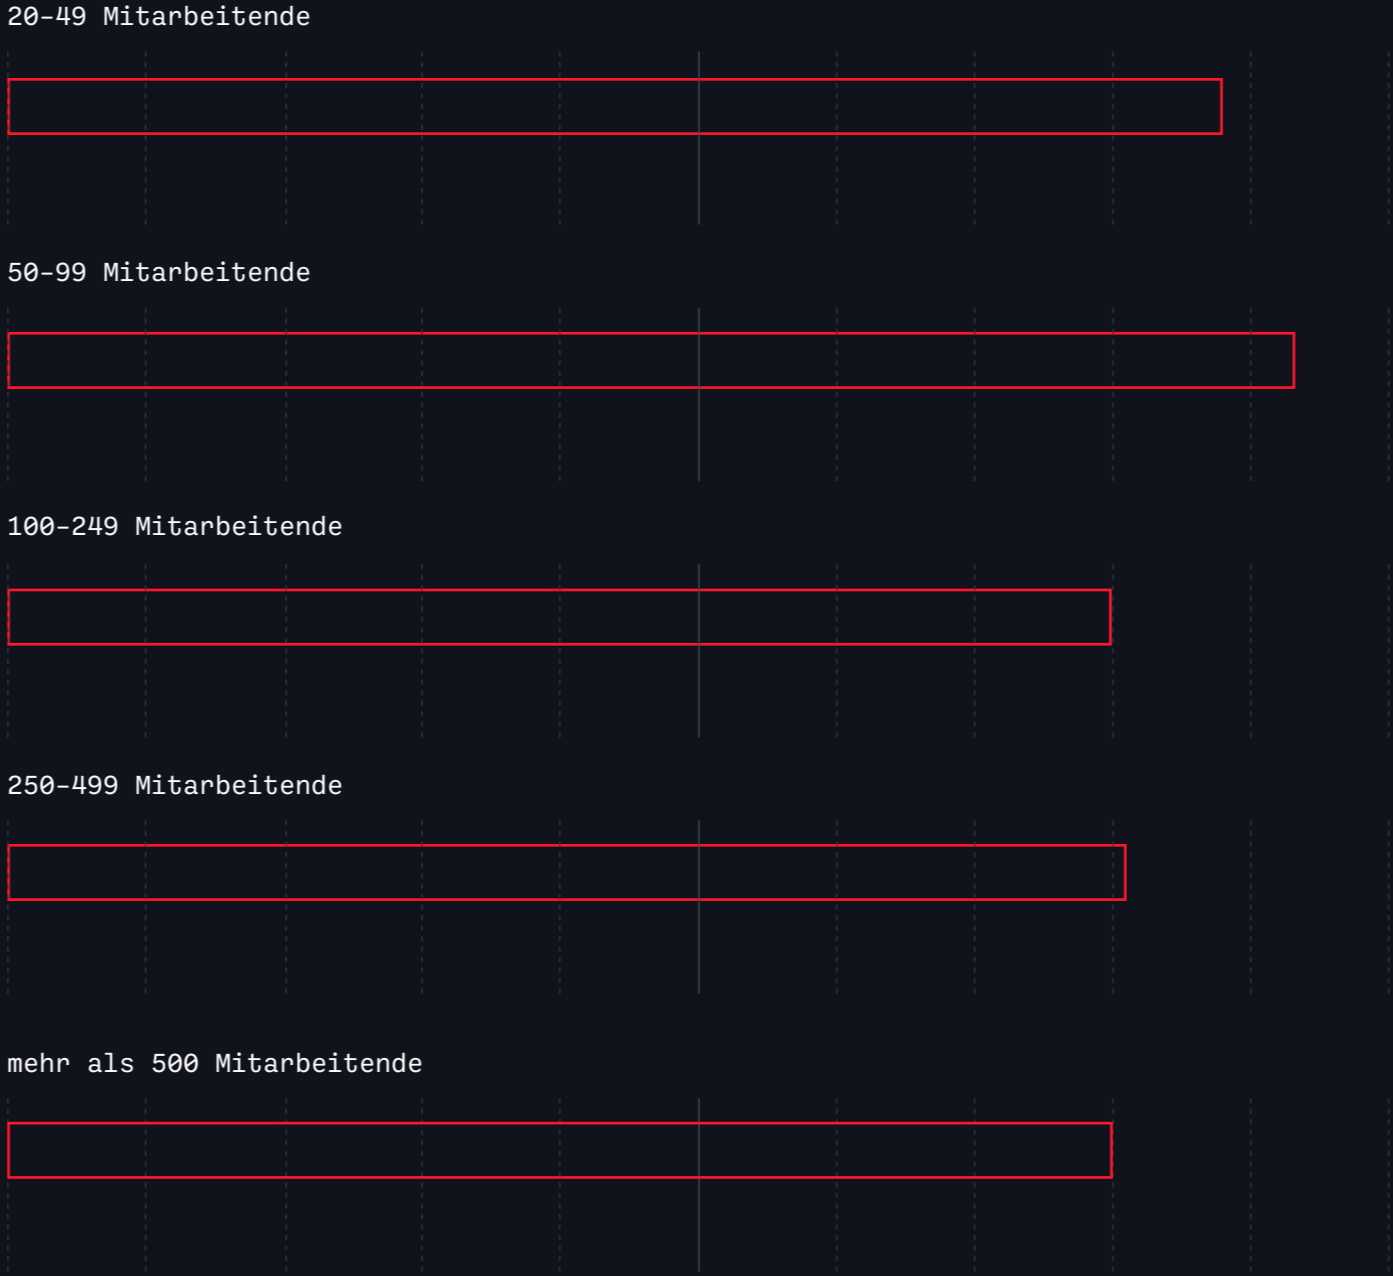 20–49 Mitarbeitende
50–99 Mitarbeitende
100–249 Mitarbeitende
250–499 Mitarbeitende
mehr als 500 Mitarbeitende